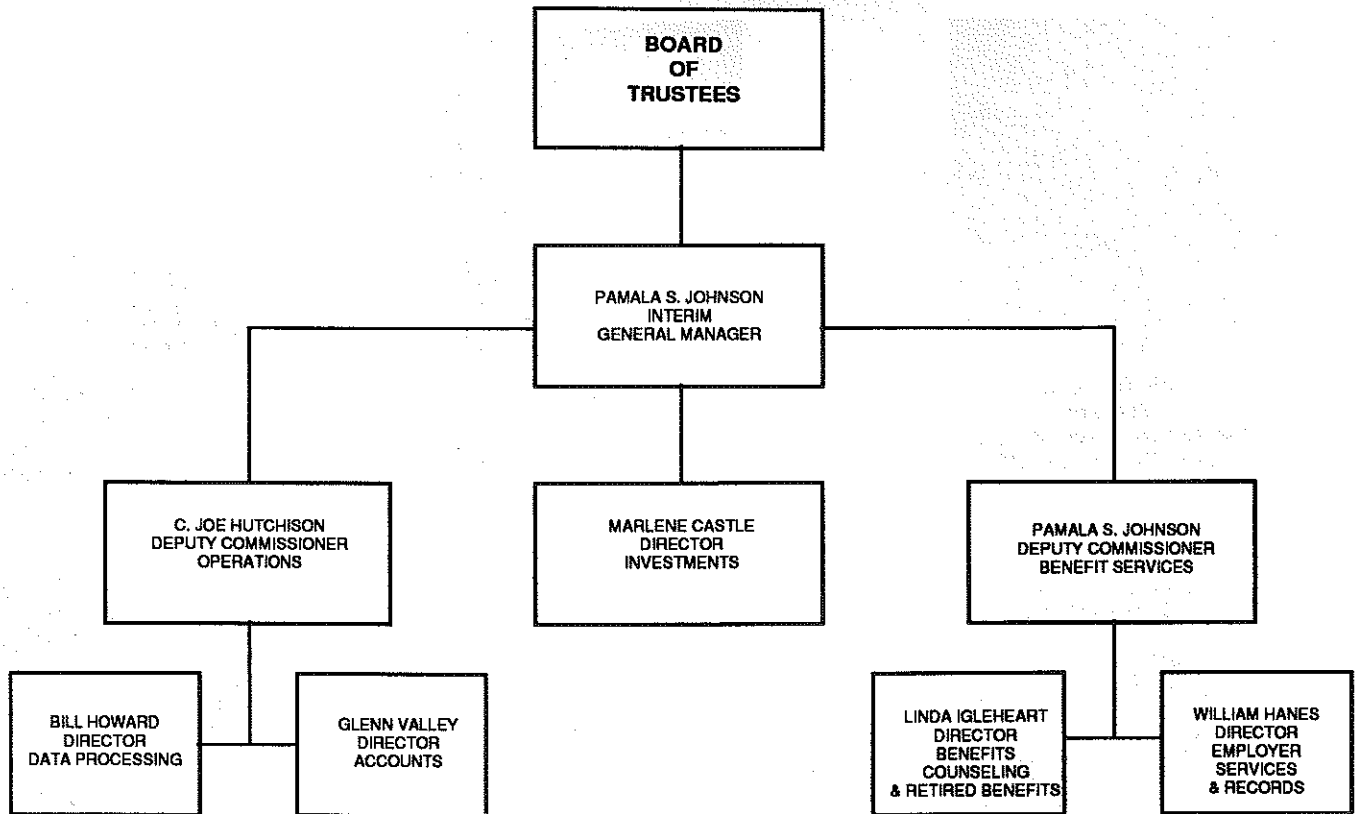 BOARD
OF
TRUSTEES
PAMALA S. JOHNSON
INTERIM
GENERAL MANAGER
C. JOE HUTCHISON
DEPUTY COMMISSIONER
OPERATIONS
MARLENE CASTLE
DIRECTOR
INVESTMENTS
PAMALA S. JOHNSON
DEPUTY COMMISSIONER
BENEFIT SERVICES
BILL HOWARD
DIRECTOR
DATA PROCESSING
GLENN VALLEY
DIRECTOR
ACCOUNTS
LINDA IGLEHEART
DIRECTOR
BENEFITS
COUNSELING
& RETIRED BENEFITS
WILLIAM HANES
DIRECTOR
EMPLOYER
SERVICES
& RECORDS